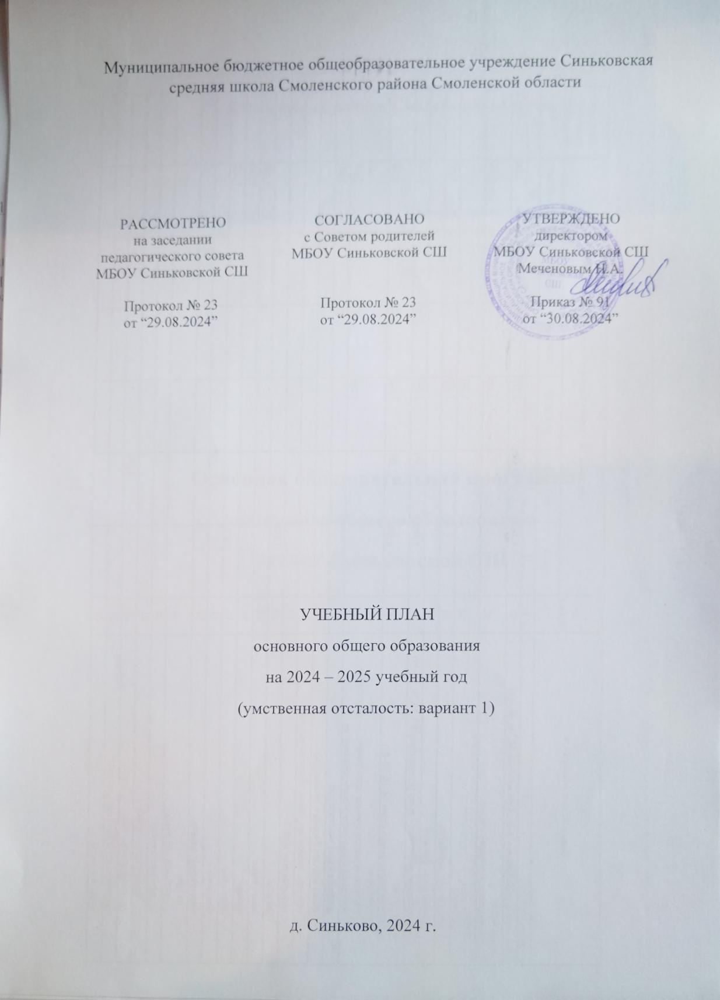 Муниципальное бюджетное общеобразовательное учреждение Синьковская
средняя школа Смоленского района Смоленской области
РАССМОТРЕНО
на заседании
педагогического совета
МБОУ Синьковской СШ
Протокол № 23
от “29.08.2024”
СОГЛАСОВАНО
с Советом родителей
МБОУ Синьковской СШ
Протокол № 23
от “29.08.2024”
УТВЕРЖДЕНО
директором
МБОУ Синьковской СШ
Меченовым Н.А.
Приказ № 91
от “30.08.2024”
УЧЕБНЫЙ ПЛАН
основного общего образования
на 2024 – 2025 учебный год
(умственная отсталость: вариант 1)
д. Синьково, 2024 г.